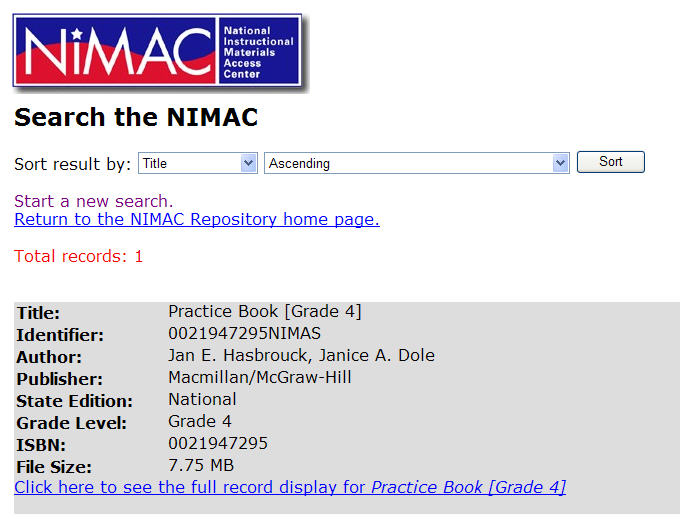 NIMAC
National
Instructional
Materials
Access
Center
Search the NIMAC
Sort result by: Title Ascending Sort
Start a new search.
Return to the NIMAC Repository home page.
Total records: 1
Title: Practice Book [Grade 4]
Identifier: 0021947295NIMAS
Author: Jan E. Hasbrouck, Janice A. Dole
Publisher: Macmillan/McGraw-Hill
State Edition: National
Grade Level: Grade 4
ISBN: 0021947295
File Size: 7.75 MB
Click here to see the full record display for Practice Book [Grade 4]